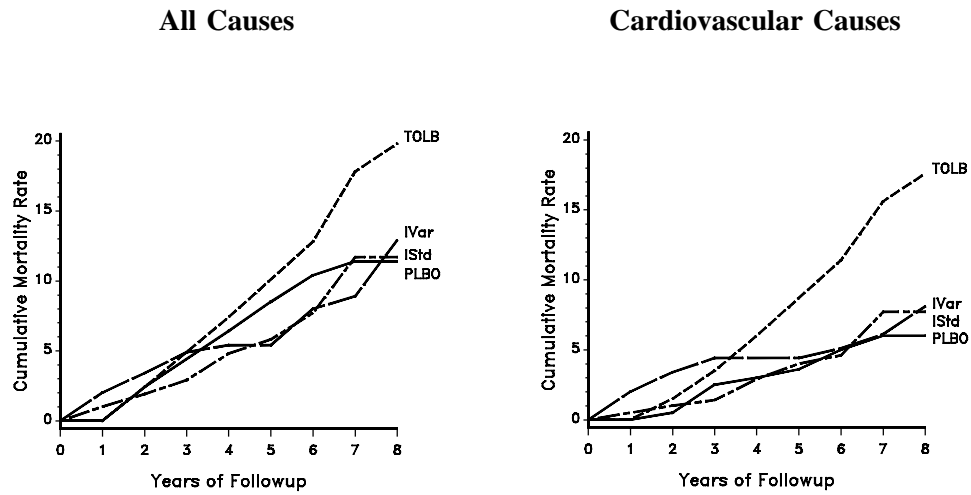 All Causes
Cardiovascular Causes
20
15
10
5
0
Cumulative Mortality Rate
TOLB
IVar
IStd
PLBO
0 1 2 3 4 5 6 7 8
Years of Followup
20
15
10
5
0
Cumulative Mortality Rate
TOLB
IVar
IStd
PLBO
0 1 2 3 4 5 6 7 8
Years of Followup